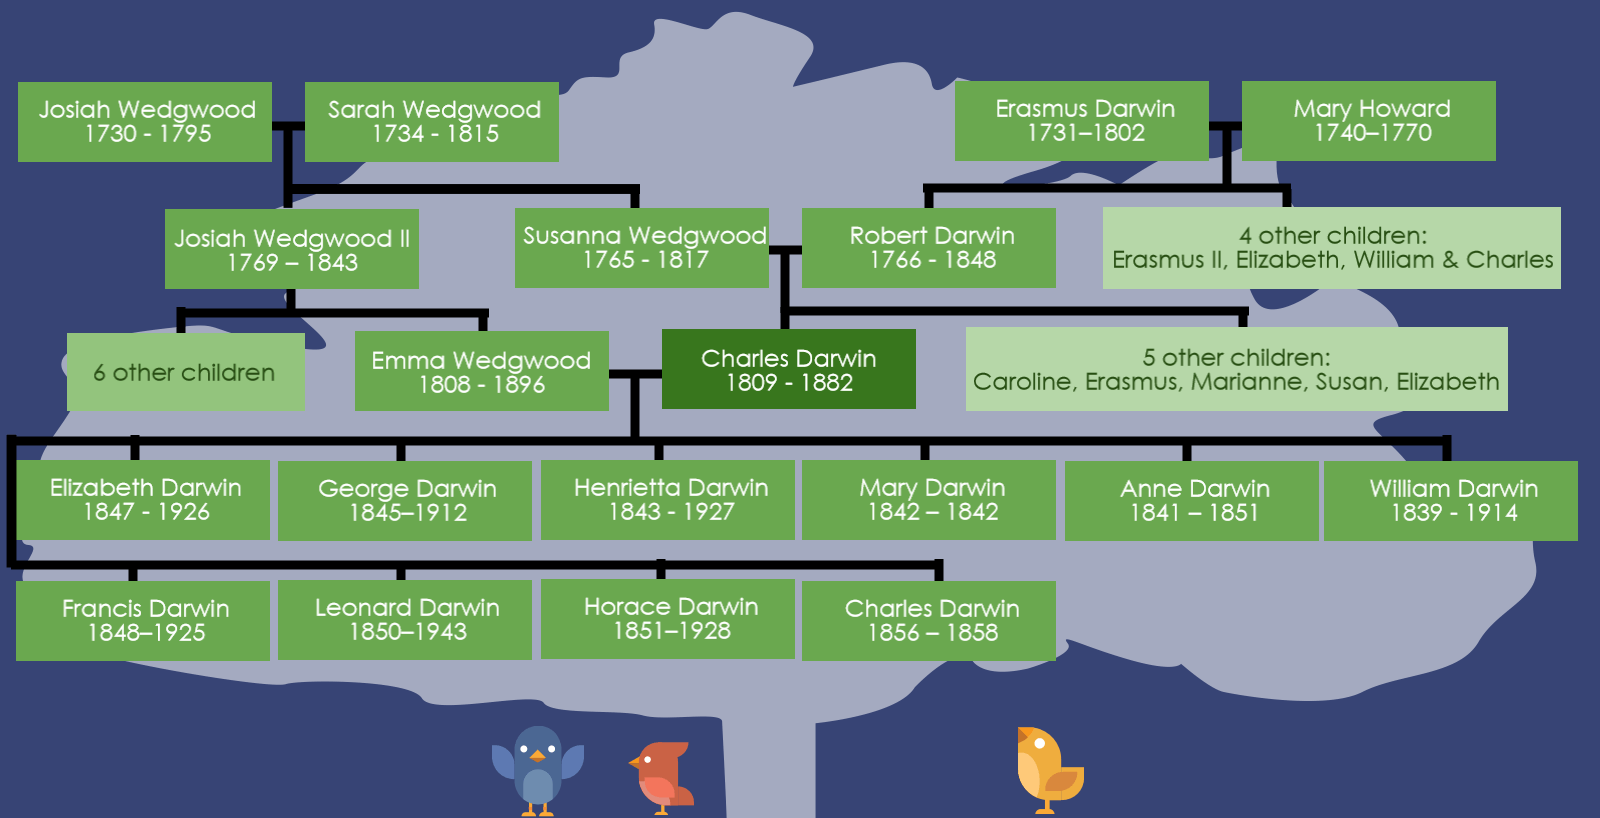 Josiah Wedgwood
1730 - 1795
Sarah Wedgwood
1734 - 1815
Erasmus Darwin
1731–1802
Mary Howard
1740–1770
Josiah Wedgwood II
1769 – 1843
Susanna Wedgwood
1765 - 1817
Robert Darwin
1766 - 1848
4 other children:
Erasmus II, Elizabeth, William & Charles
6 other children
Emma Wedgwood
1808 - 1896
Charles Darwin
1809 - 1882
5 other children:
Caroline, Erasmus, Marianne, Susan, Elizabeth
Elizabeth Darwin
1847 - 1926
George Darwin
1845–1912
Henrietta Darwin
1843 - 1927
Mary Darwin
1842 – 1842
Anne Darwin
1841 – 1851
William Darwin
1839 - 1914
Francis Darwin
1848–1925
Leonard Darwin
1850–1943
Horace Darwin
1851–1928
Charles Darwin
1856 – 1858